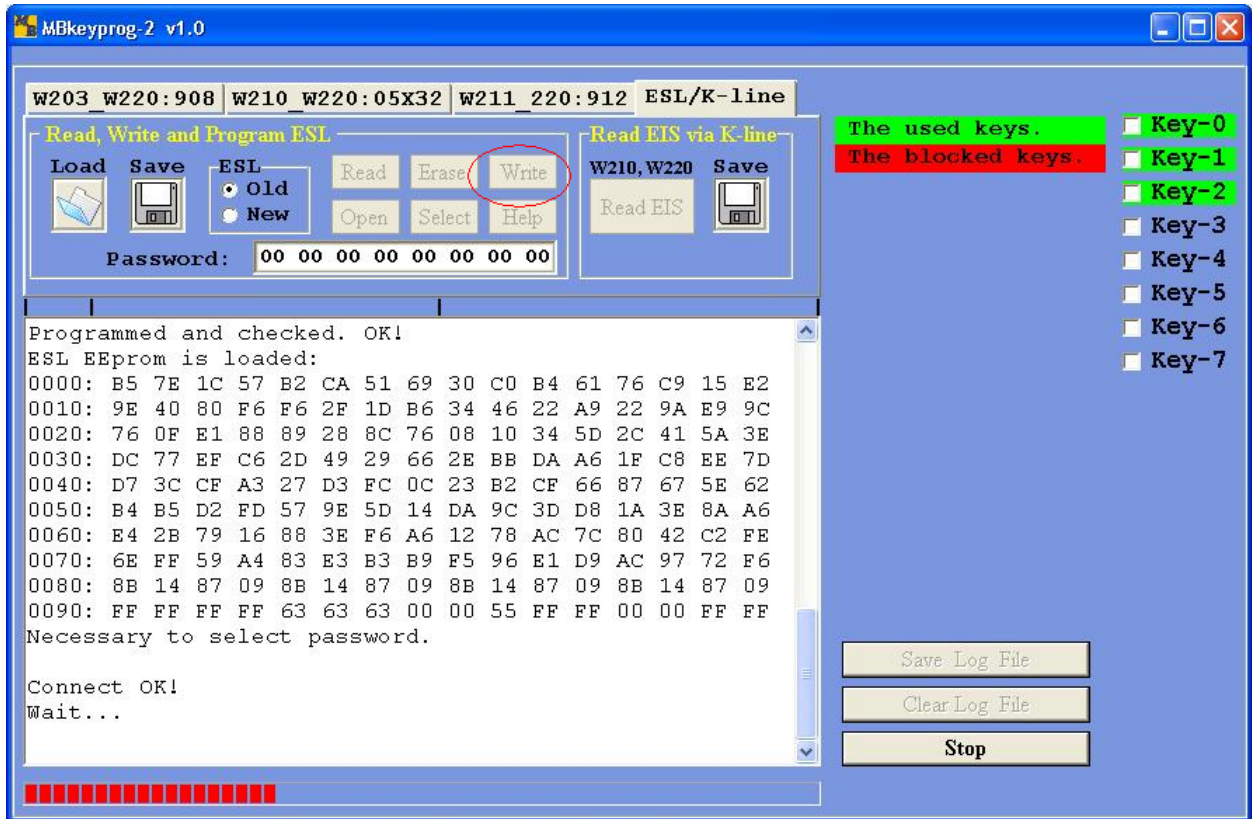 MBkeyprog-2 v1.0
W203_W220:908 W210_W220:05X32 W211_220:912 ESL/K-line
Read, Write and Program ESL
Load Save ESL
Old
New
Read Erase Write
Open Select Help
Password: 00 00 00 00 00 00 00 00
Read EIS via K-line
W210, W220 Save
Read EIS
The used keys.
The blocked keys.
Key-0
Key-1
Key-2
Key-3
Key-4
Key-5
Key-6
Key-7
Programmed and checked. OK!
ESL EEprom is loaded:
0000: B5 7E 1C 57 B2 CA 51 69 30 C0 B4 61 76 C9 15 E2
0010: 9E 40 80 F6 F6 2F 1D B6 34 46 22 A9 22 9A E9 9C
0020: 76 0F E1 88 89 28 8C 76 08 10 34 5D 2C 41 5A 3E
0030: DC 77 EF C6 2D 49 29 66 2E BB DA A6 1F C8 EE 7D
0040: D7 3C CF A3 27 D3 FC 0C 23 B2 CF 66 87 67 5E 62
0050: B4 B5 D2 FD 57 9E 5D 14 DA 9C 3D D8 1A 3E 8A A6
0060: E4 2B 79 16 88 3E F6 A6 12 78 AC 7C 80 42 C2 FE
0070: 6E FF 59 A4 83 E3 B3 B9 F5 96 E1 D9 AC 97 72 F6
0080: 8B 14 87 09 8B 14 87 09 8B 14 87 09 8B 14 87 09
0090: FF FF FF FF 63 63 63 00 00 55 FF FF 00 00 FF FF
Necessary to select password.
Connect OK!
Wait...
Save Log File
Clear Log File
Stop